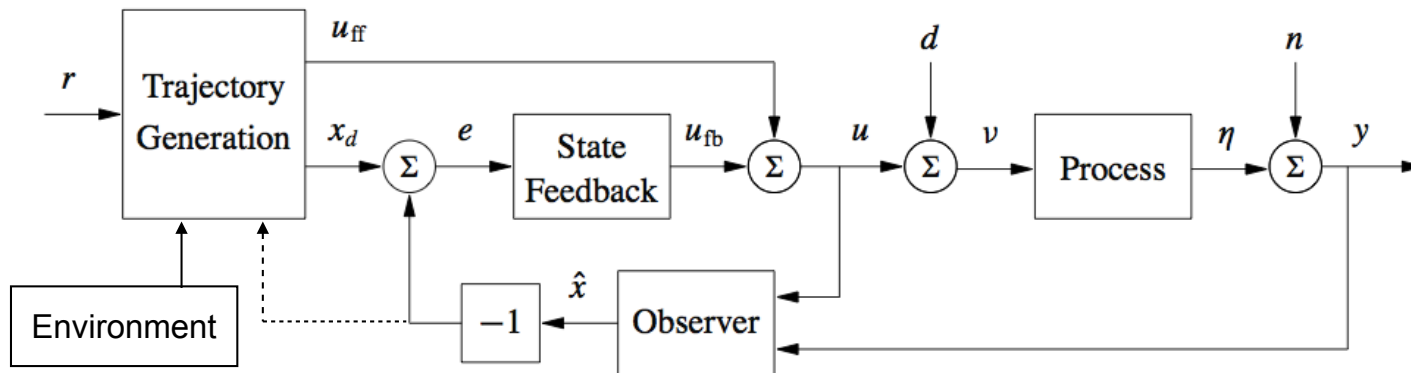 u_ff
d
n
r
Trajectory
Generation
x_d
Σ
e
State
Feedback
u_fb
Σ
u
Σ
ν
Process
η
Σ
y
Environment
−1
x̂
Observer